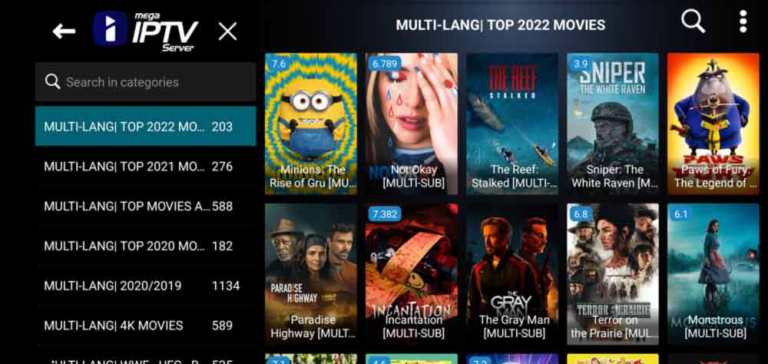 mega
IPTV
Server
MULTI-LANG| TOP 2022 MOVIES
Search in categories
MULTI-LANG| TOP 2022 MO... 203
MULTI-LANG| TOP 2021 MO... 276
MULTI-LANG| TOP MOVIES A... 588
MULTI-LANG| TOP 2020 MO... 182
MULTI-LANG| 2020/2019 1134
MULTI-LANG| 4K MOVIES 589
7.6
Minions: The
Rise of Gru [MU...
6.789
Not Okay
[MULTI-SUB]
THE REEF
STALKED
The Reef:
Stalked [MULTI-...
3.9
SNIPER
THE WHITE RAVEN
Sniper: The
White Raven [M...
PAWS
Paws of Fury:
The Legend of ...
PARADISE
HIGHWAY
Paradise
Highway [MULT...
7.382
INCANTATION
Incantation
[MULTI-SUB]
THE
GRAY
MAN
The Gray Man
[MULTI-SUB]
6.8
TERROR ON THE PRAIRIE
Terror on
the Prairie [MUL...
6.1
Monstrous
[MULTI-SUB]
7.1
7.2